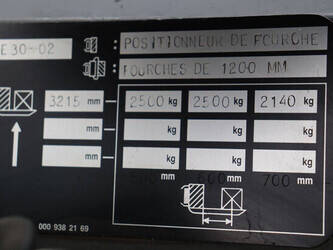 E30-02
POSITIONNEUR DE FOURCHE
FOURCHES DE 1200 MM
3215 mm 2500 kg 2500 kg 2140 kg
mm kg kg kg
mm kg kg kg
600 mm 700 mm
000 938 21 69